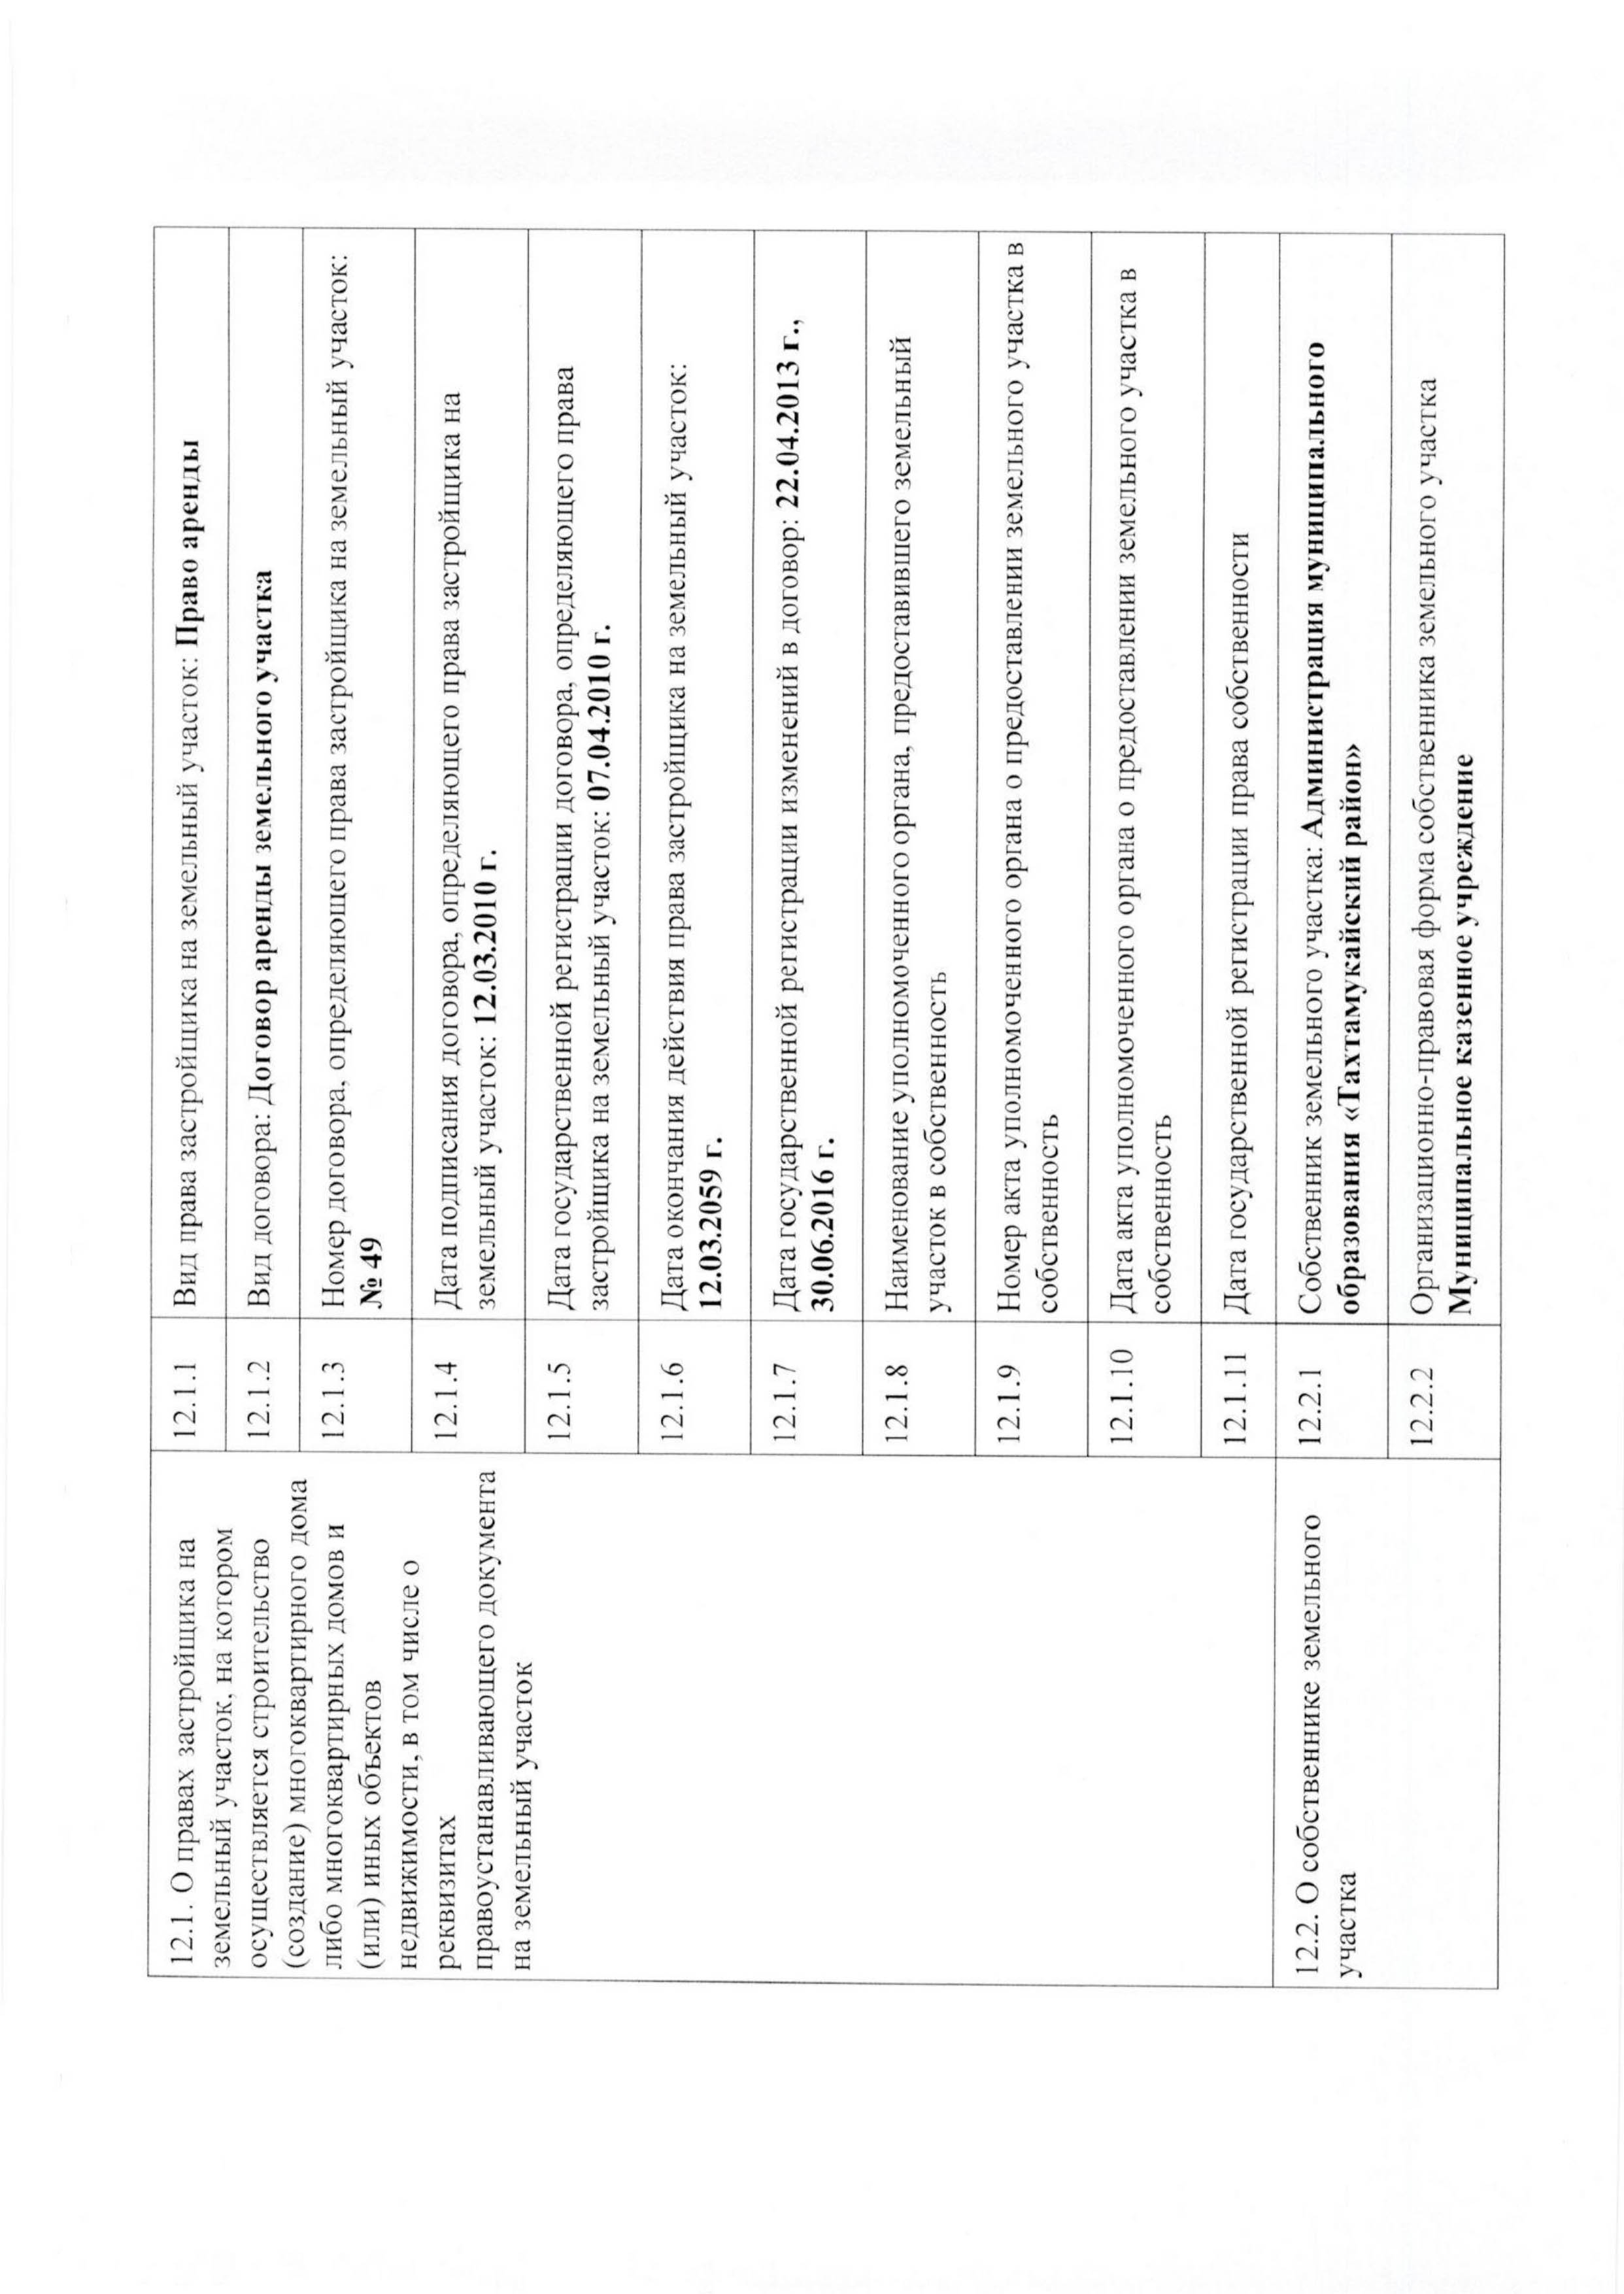 12.1. О правах застройщика на
земельный участок, на котором
осуществляется строительство
(создание) многоквартирного дома
либо многоквартирных домов и
(или) иных объектов
недвижимости, в том числе о
реквизитах
правоустанавливающего документа
на земельный участок
12.1.1
Вид права застройщика на земельный участок: Право аренды
12.1.2
Вид договора: Договор аренды земельного участка
12.1.3
Номер договора, определяющего права застройщика на земельный участок:
№ 49
12.1.4
Дата подписания договора, определяющего права застройщика на
земельный участок: 12.03.2010 г.
12.1.5
Дата государственной регистрации договора, определяющего права
застройщика на земельный участок: 07.04.2010 г.
12.1.6
Дата окончания действия права застройщика на земельный участок:
12.03.2059 г.
12.1.7
Дата государственной регистрации изменений в договор: 22.04.2013 г.,
30.06.2016 г.
12.1.8
Наименование уполномоченного органа, предоставившего земельный
участок в собственность
12.1.9
Номер акта уполномоченного органа о предоставлении земельного участка в
собственность
12.1.10
Дата акта уполномоченного органа о предоставлении земельного участка в
собственность
12.1.11
Дата государственной регистрации права собственности
12.2. О собственнике земельного
участка
12.2.1
Собственник земельного участка: Администрация муниципального
образования «Тахтамукайский район»
12.2.2
Организационно-правовая форма собственника земельного участка
Муниципальное казенное учреждение